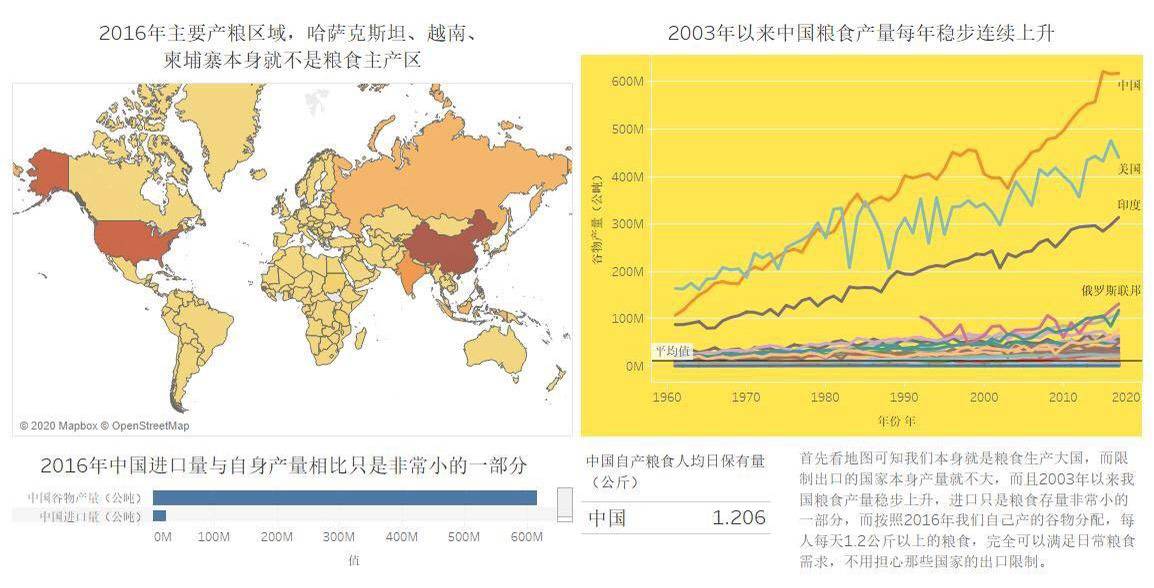 2016年主要产粮区域，哈萨克斯坦、越南、
柬埔寨本身就不是粮食主产区
© 2020 Mapbox © OpenStreetMap
2003年以来中国粮食产量每年稳步连续上升
谷物产量（公吨）
600M
500M
400M
300M
200M
100M
0M
中国
美国
印度
俄罗斯联邦
平均值
1960
1970
1980
1990
2000
2010
2020
年份 年
2016年中国进口量与自身产量相比只是非常小的一部分
中国谷物产量（公吨）
中国进口量（公吨）
0M
100M
200M
300M
400M
500M
600M
值
中国自产粮食人均日保有量
（公斤）
中国
1.206
首先看地图可知我们本身就是粮食生产大国，而限
制出口的国家本身产量就不大，而且2003年以来我
国粮食产量稳步上升，进口只是粮食存量非常小的
一部分，而按照2016年我们自己产的谷物分配，每
人每天1.2公斤以上的粮食，完全可以满足日常粮食
需求，不用担心那些国家的出口限制。